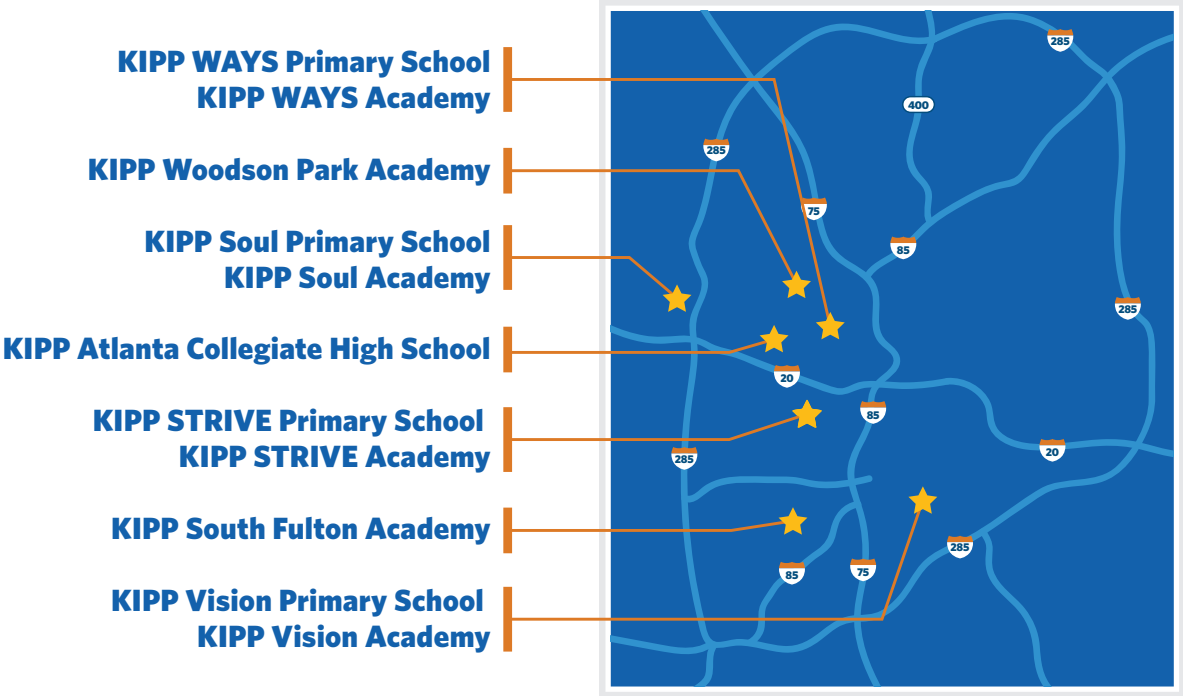 KIPP WAYS Primary School
KIPP WAYS Academy
KIPP Woodson Park Academy
KIPP Soul Primary School
KIPP Soul Academy
KIPP Atlanta Collegiate High School
KIPP STRIVE Primary School
KIPP STRIVE Academy
KIPP South Fulton Academy
KIPP Vision Primary School
KIPP Vision Academy
285
400
285
75
85
285
20
85
20
285
285
85
75